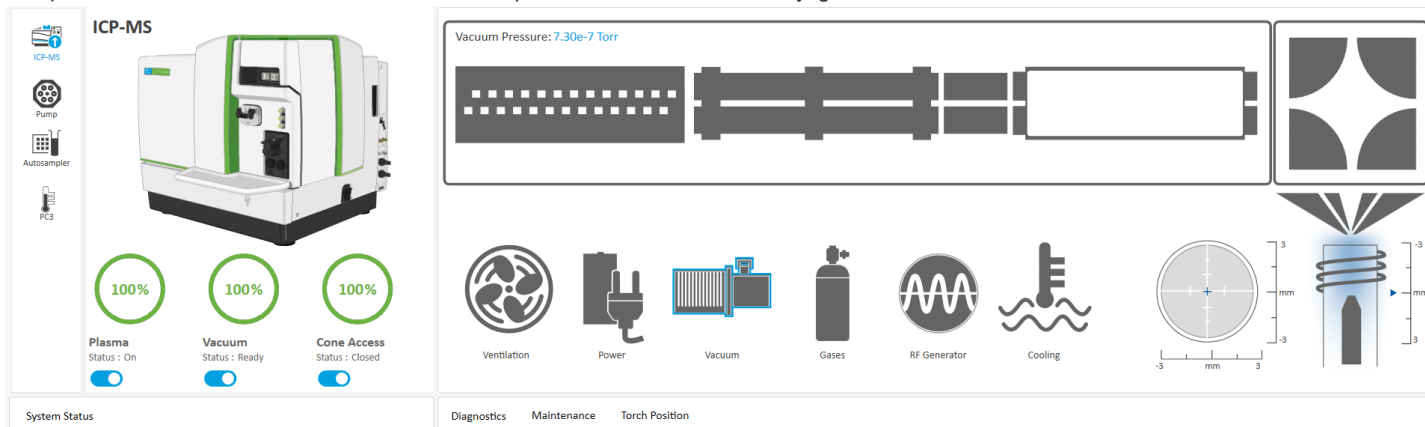 ICP-MS
ICP-MS
Pump
Autosampler
PC3
100%
100%
100%
Plasma
Status : On
Vacuum
Status : Ready
Cone Access
Status : Closed
System Status
Vacuum Pressure: 7.30e-7 Torr
Ventilation
Power
Vacuum
Gases
RF Generator
Cooling
3
mm
-3
-3
mm
3
-3
mm
3
Diagnostics
Maintenance
Torch Position